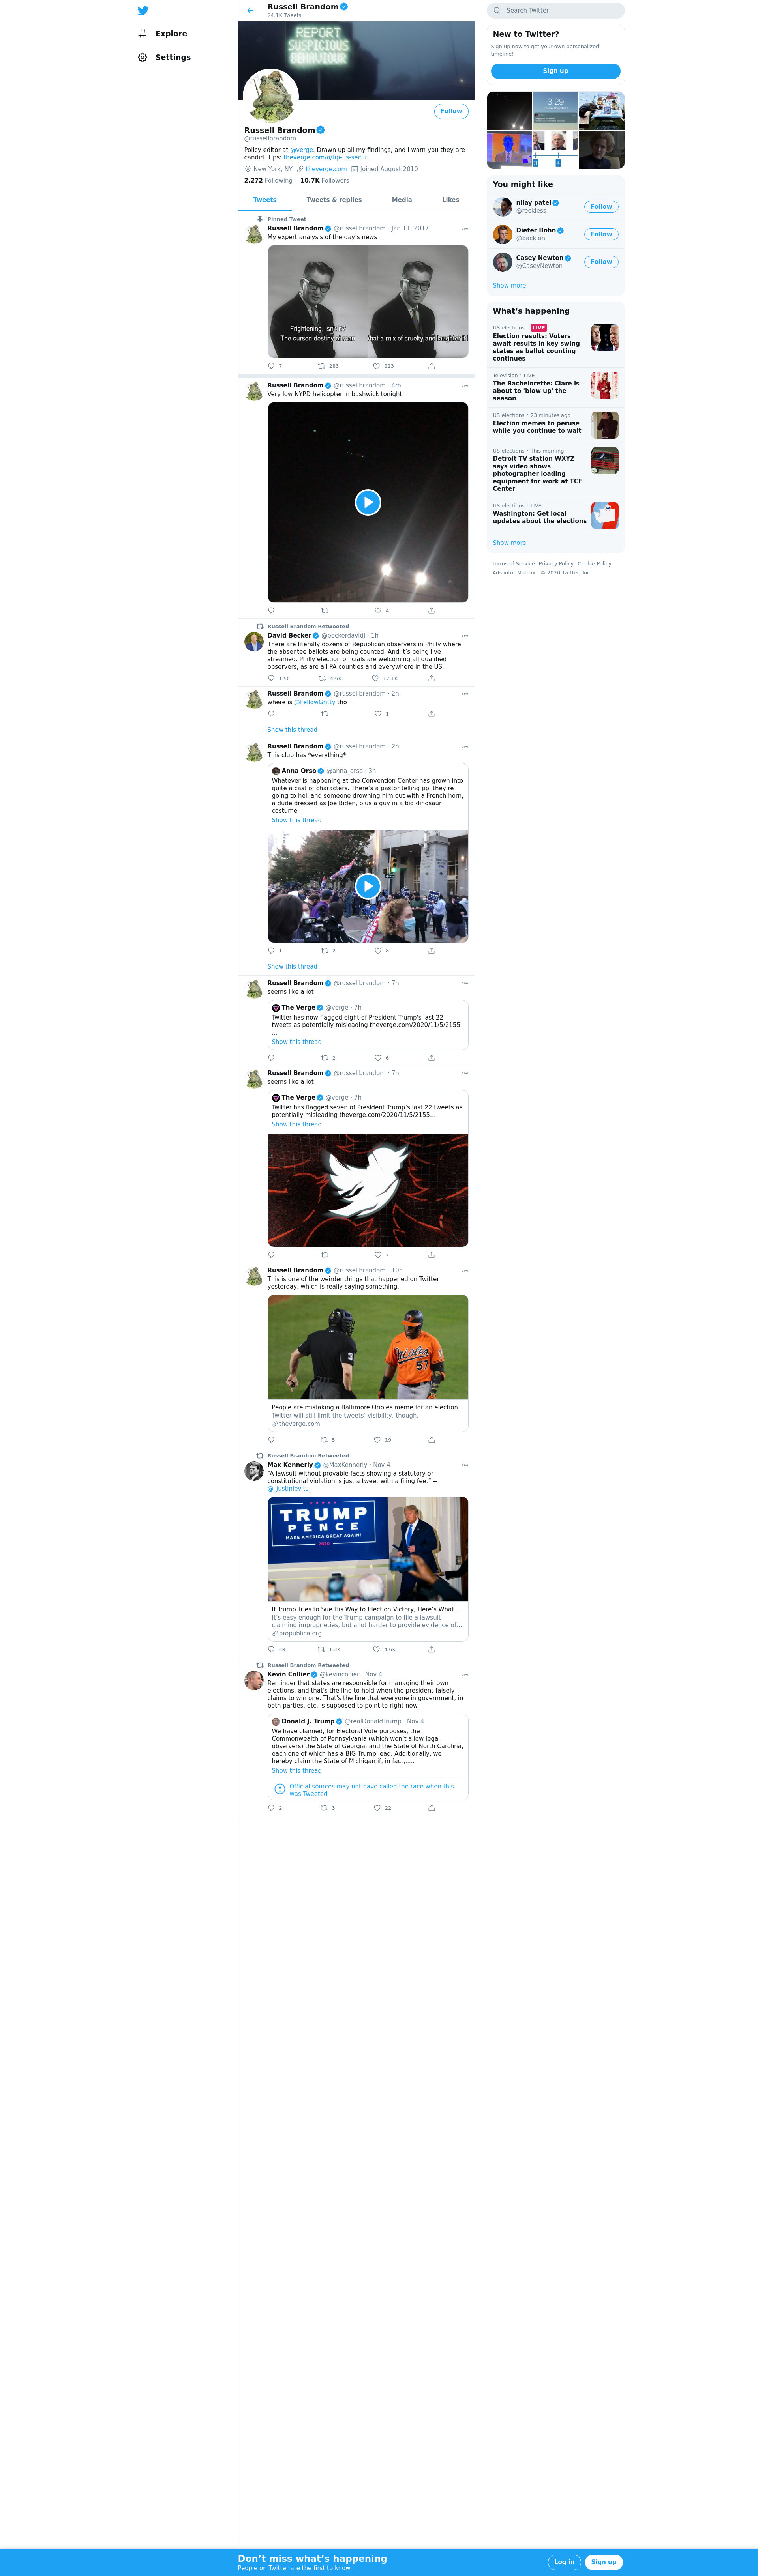 Explore
Settings
Russell Brandom
24.1K Tweets
REPORT
SUSPICIOUS
BEHAVIOUR
Follow
Russell Brandom
@russellbrandom
Policy editor at @verge. Drawn up all my findings, and I warn you they are
candid. Tips: theverge.com/a/tip-us-secur…
New York, NY theverge.com Joined August 2010
2,272 Following 10.7K Followers
Tweets Tweets & replies Media Likes
Pinned Tweet
Russell Brandom @russellbrandom · Jan 11, 2017
My expert analysis of the day's news
Frightening, isn't it?
The cursed destiny of man
that a mix of cruelty and laughter it
7 283 823
Russell Brandom @russellbrandom · 4m
Very low NYPD helicopter in bushwick tonight
4
Russell Brandom Retweeted
David Becker @beckerdavidj · 1h
There are literally dozens of Republican observers in Philly where
the absentee ballots are being counted. And it's being live
streamed. Philly election officials are welcoming all qualified
observers, as are all PA counties and everywhere in the US.
123 4.6K 17.1K
Russell Brandom @russellbrandom · 2h
where is @FellowGritty tho
1
Show this thread
Russell Brandom @russellbrandom · 2h
This club has *everything*
Anna Orso @anna_orso · 3h
Whatever is happening at the Convention Center has grown into
quite a cast of characters. There's a pastor telling ppl they're
going to hell and someone drowning him out with a French horn,
a dude dressed as Joe Biden, plus a guy in a big dinosaur
costume
Show this thread
1 2 8
Show this thread
Russell Brandom @russellbrandom · 7h
seems like a lot!
The Verge @verge · 7h
Twitter has now flagged eight of President Trump's last 22
tweets as potentially misleading theverge.com/2020/11/5/2155
…
Show this thread
2 6
Russell Brandom @russellbrandom · 7h
seems like a lot
The Verge @verge · 7h
Twitter has flagged seven of President Trump's last 22 tweets as
potentially misleading theverge.com/2020/11/5/2155…
Show this thread
7
Russell Brandom @russellbrandom · 10h
This is one of the weirder things that happened on Twitter
yesterday, which is really saying something.
3
Orioles
57
People are mistaking a Baltimore Orioles meme for an election…
Twitter will still limit the tweets' visibility, though.
theverge.com
5 19
Russell Brandom Retweeted
Max Kennerly @MaxKennerly · Nov 4
"A lawsuit without provable facts showing a statutory or
constitutional violation is just a tweet with a filing fee." --
@_justinlevitt_
TRUMP
PENCE
MAKE AMERICA GREAT AGAIN!
2020
If Trump Tries to Sue His Way to Election Victory, Here's What …
It's easy enough for the Trump campaign to file a lawsuit
claiming improprieties, but a lot harder to provide evidence of…
propublica.org
48 1.3K 4.6K
Russell Brandom Retweeted
Kevin Collier @kevincollier · Nov 4
Reminder that states are responsible for managing their own
elections, and that's the line to hold when the president falsely
claims to win one. That's the line that everyone in government, in
both parties, etc. is supposed to point to right now.
Donald J. Trump @realDonaldTrump · Nov 4
We have claimed, for Electoral Vote purposes, the
Commonwealth of Pennsylvania (which won't allow legal
observers) the State of Georgia, and the State of North Carolina,
each one of which has a BIG Trump lead. Additionally, we
hereby claim the State of Michigan if, in fact,.....
Show this thread
Official sources may not have called the race when this
was Tweeted
2 3 22
Search Twitter
New to Twitter?
Sign up now to get your own personalized
timeline!
Sign up
3:29
3 4
You might like
nilay patel
@reckless
Follow
Dieter Bohn
@backlon
Follow
Casey Newton
@CaseyNewton
Follow
Show more
What's happening
US elections · LIVE
Election results: Voters
await results in key swing
states as ballot counting
continues
Television · LIVE
The Bachelorette: Clare is
about to 'blow up' the
season
US elections · 23 minutes ago
Election memes to peruse
while you continue to wait
US elections · This morning
Detroit TV station WXYZ
says video shows
photographer loading
equipment for work at TCF
Center
US elections · LIVE
Washington: Get local
updates about the elections
Show more
Terms of Service Privacy Policy Cookie Policy
Ads info More © 2020 Twitter, Inc.
Don't miss what's happening
People on Twitter are the first to know.
Log in Sign up